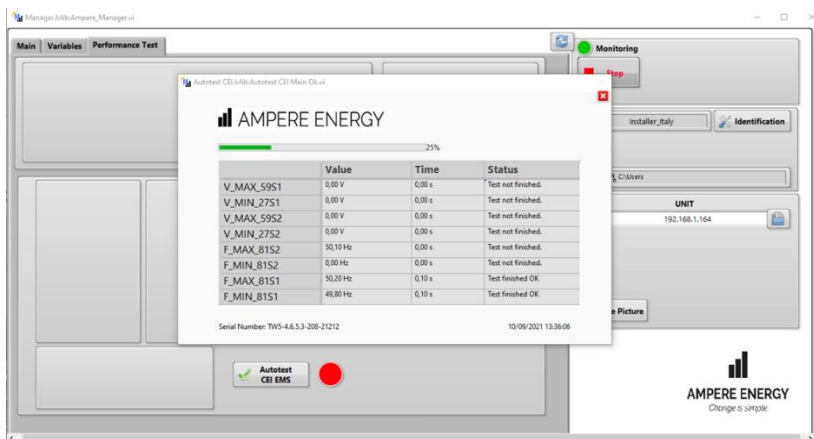 Manager.lvlib:Ampere_Manager.vi
Main Variables Performance Test
Monitoring
Stop
Installer_Italy
Identification
C:\Users
UNIT
192.168.1.164
Picture
Autotest CEI.lvlib:Autotest CEI Main Ok.vi
AMPERE ENERGY
25%
Value Time Status
V_MAX_59S1 0,00 V 0,00 s Test not finished.
V_MIN_27S1 0,00 V 0,00 s Test not finished.
V_MAX_59S2 0,00 V 0,00 s Test not finished.
V_MIN_27S2 0,00 V 0,00 s Test not finished.
F_MAX_81S2 50,10 Hz 0,00 s Test not finished.
F_MIN_81S2 0,00 Hz 0,00 s Test not finished.
F_MAX_81S1 50,20 Hz 0,10 s Test finished OK
F_MIN_81S1 49,80 Hz 0,10 s Test finished OK
Serial Number: TW5-4.6.5.3-208-21212 10/09/2021 13:36:06
Autotest
CEI EMS
AMPERE ENERGY
Change is simple